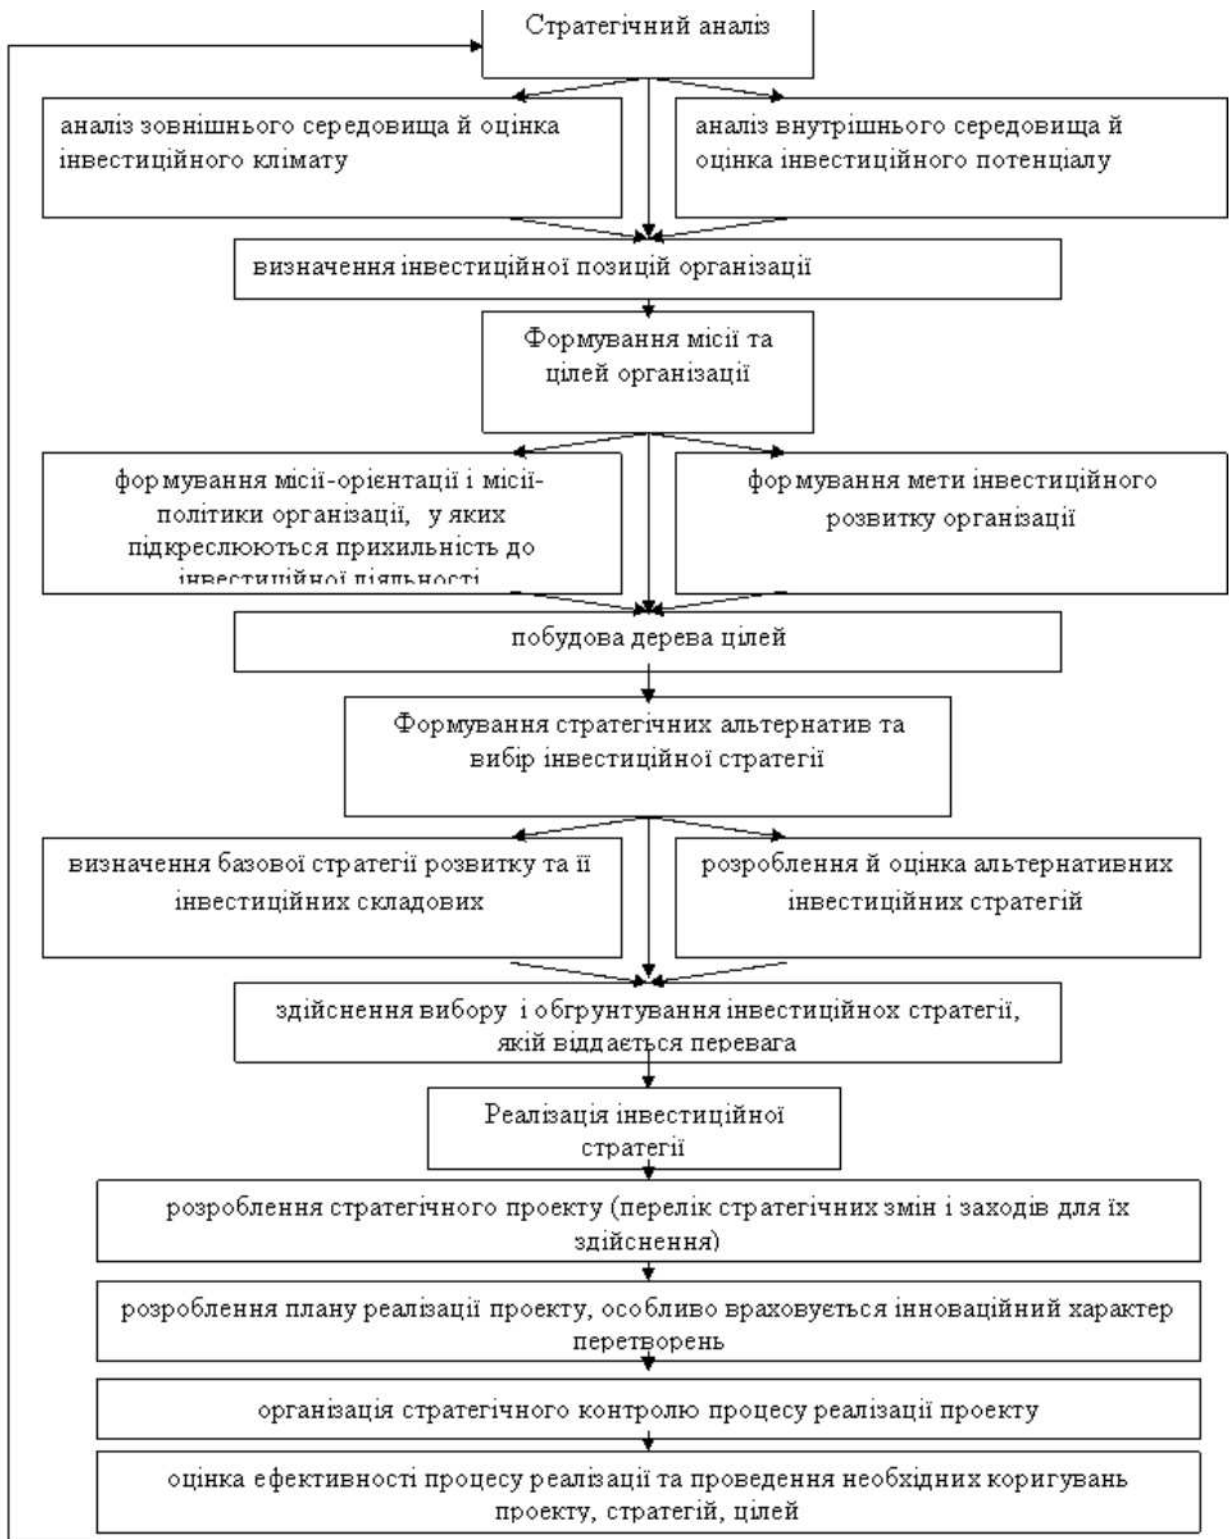 Стратегічний аналіз
аналіз зовнішнього середовища й оцінка
інвестиційного клімату
аналіз внутрішнього середовища й
оцінка інвестиційного потенціалу
визначення інвестиційної позицій організації
Формування місії та
цілей організації
формування місії-орієнтації і місії-
політики організації, у яких
підкреслюються прихильність до
інвестиційної діяльності
формування мети інвестиційного
розвитку організації
побудова дерева цілей
Формування стратегічних альтернатив та
вибір інвестиційної стратегії
визначення базової стратегії розвитку та її
інвестиційних складових
розроблення й оцінка альтернативних
інвестиційних стратегій
здійснення вибору і обгрунтування інвестиційнох стратегії,
якій віддається перевага
Реалізація інвестиційної
стратегії
розроблення стратегічного проекту (перелік стратегічних змін і заходів для їх
здійснення)
розроблення плану реалізації проекту, особливо враховується інноваційний характер
перетворень
організація стратегічного контролю процесу реалізації проекту
оцінка ефективності процесу реалізації та проведення необхідних коригувань
проекту, стратегій, цілей